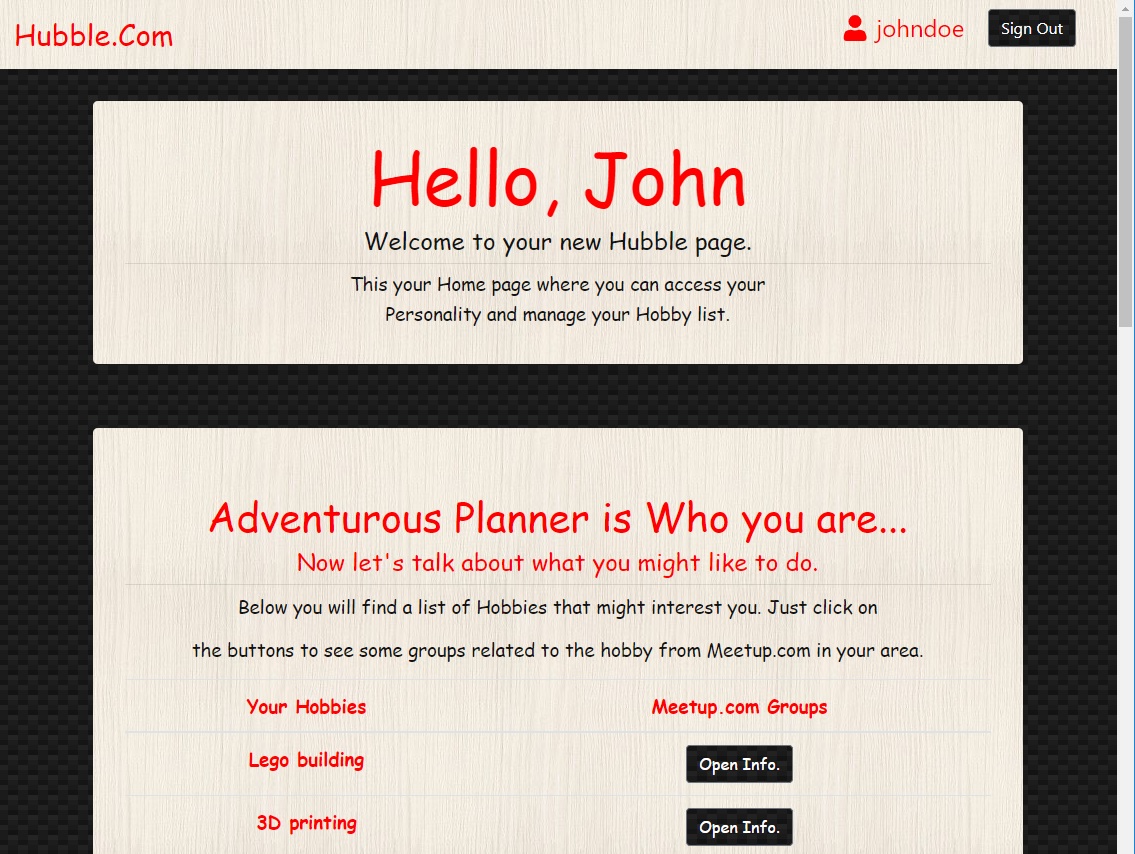 Hubble.Com
johndoe
Sign Out
Hello, John
Welcome to your new Hubble page.
This your Home page where you can access your
Personality and manage your Hobby list.
Adventurous Planner is Who you are...
Now let's talk about what you might like to do.
Below you will find a list of Hobbies that might interest you. Just click on
the buttons to see some groups related to the hobby from Meetup.com in your area.
Your Hobbies
Meetup.com Groups
Lego building
Open Info.
3D printing
Open Info.